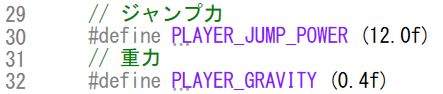 29 // ジャンプ力
30 #define PLAYER_JUMP_POWER (12.0f)
31 // 重力
32 #define PLAYER_GRAVITY (0.4f)